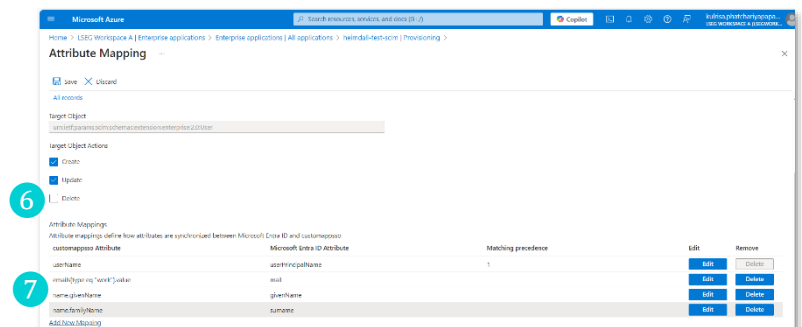 Microsoft Azure
Search resources, services, and docs (G+/)
Copilot
kulrisa.phatchariyapapo...
LSEG WORKSPACE A (LSEGWORK...
Home > LSEG Workspace A | Enterprise applications > Enterprise applications | All applications > heimdall-test-scim | Provisioning >
Attribute Mapping ...
Save Discard
All records
Target Object
urn:ietf:params:scim:schemas:extension:enterprise:2.0:User
Target Object Actions
Create
Update
6
Delete
Attribute Mappings
Attribute mappings define how attributes are synchronized between Microsoft Entra ID and customappsso
customappsso Attribute Microsoft Entra ID Attribute Matching precedence Edit Remove
userName userPrincipalName 1 Edit Delete
7
emails[type eq "work"].value mail Edit Delete
name.givenName givenName Edit Delete
name.familyName surname Edit Delete
Add New Mapping